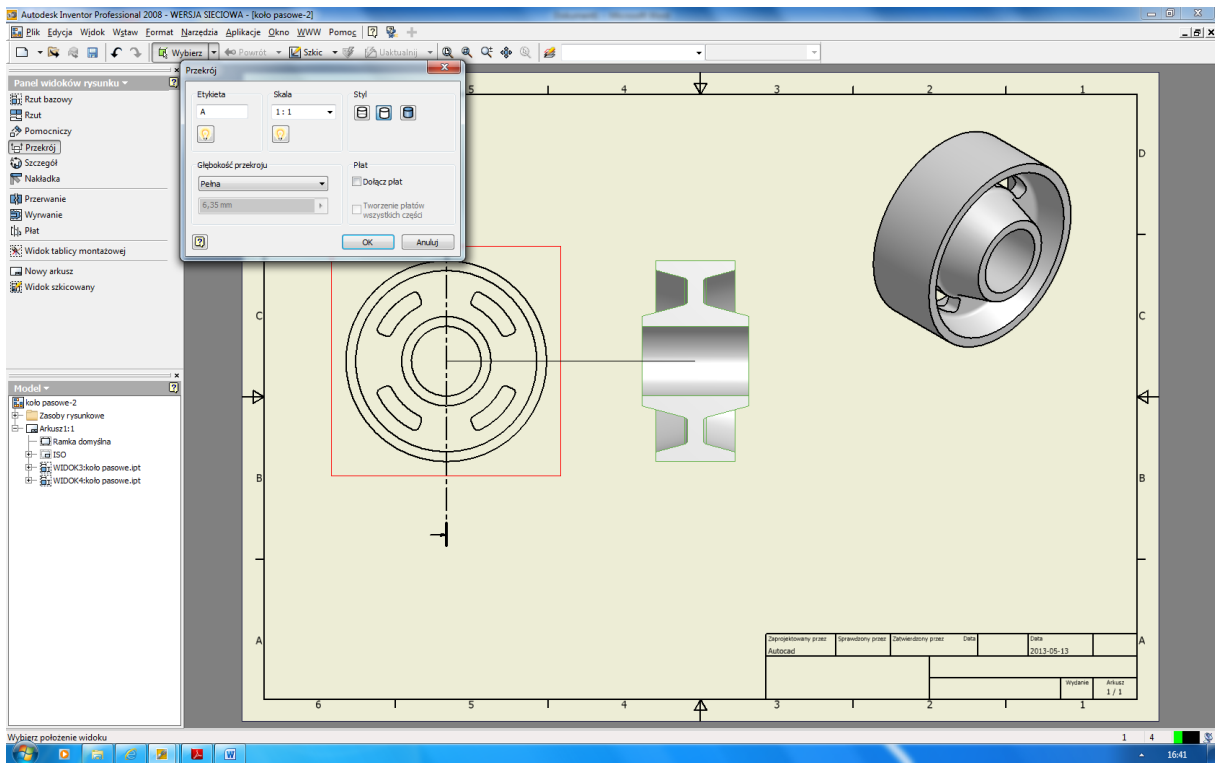 Autodesk Inventor Professional 2008 - WERSJA SIECIOWA - [koło pasowe-2]
Plik Edycja Widok Wstaw Format Narzędzia Aplikacje Okno WWW Pomoc
Wybierz Powrót Szkic Uaktualnij
Panel widoków rysunku
Rzut bazowy
Rzut
Pomocniczy
Przekrój
Szczegół
Nakładka
Przerwanie
Wyrwanie
Płat
Widok tablicy montażowej
Nowy arkusz
Widok szkicowany
Przekrój
Etykieta Skala Styl
A 1 : 1
Głębokość przekroju Płat
Pełna Dołącz płat
6,35 mm Tworzenie płatów
wszystkich części
OK Anuluj
Model
koło pasowe-2
Zasoby rysunkowe
Arkusz1:1
Ramka domyślna
ISO
WIDOK3:koło pasowe.ipt
WIDOK4:koło pasowe.ipt
5 4 3 2 1
D
C C
B B
A A
Zaprojektowany przez Sprawdzony przez Zatwierdzony przez Data Data
Autocad 2013-05-13
Wydanie Arkusz
1 / 1
6 5 4 3 2 1
Wybierz położenie widoku 1 4
16:41